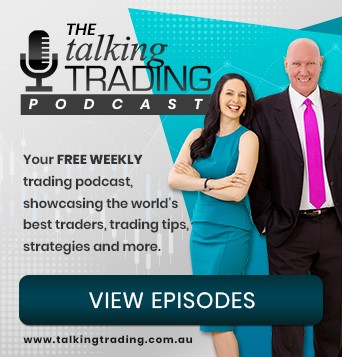 THE
talking
TRADING
PODCAST
Your FREE WEEKLY
trading podcast,
showcasing the world's
best traders, trading tips,
strategies and more.
VIEW EPISODES
www.talkingtrading.com.au